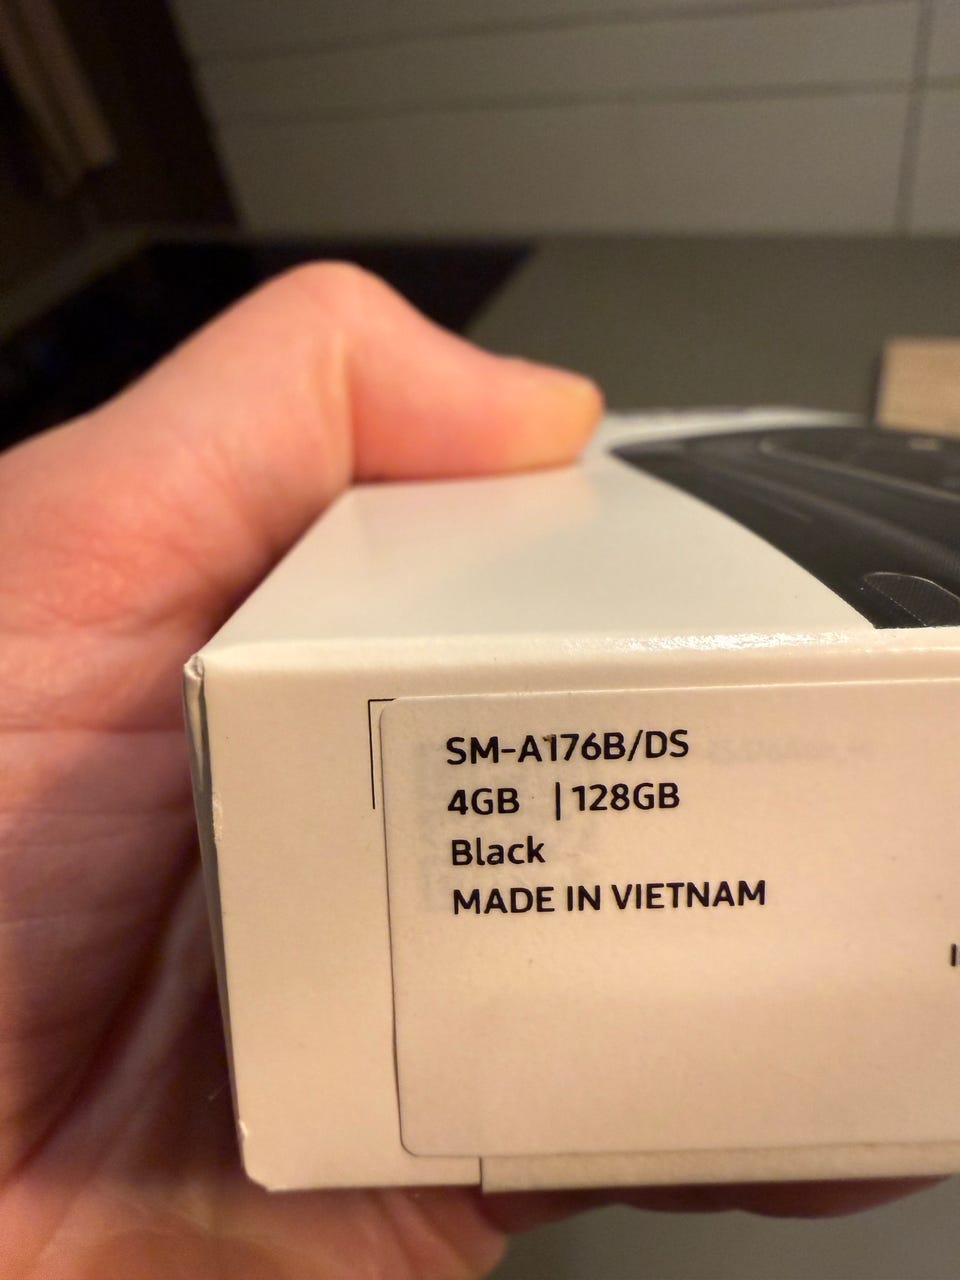 SM-A176B/DS
4GB | 128GB
Black
MADE IN VIETNAM